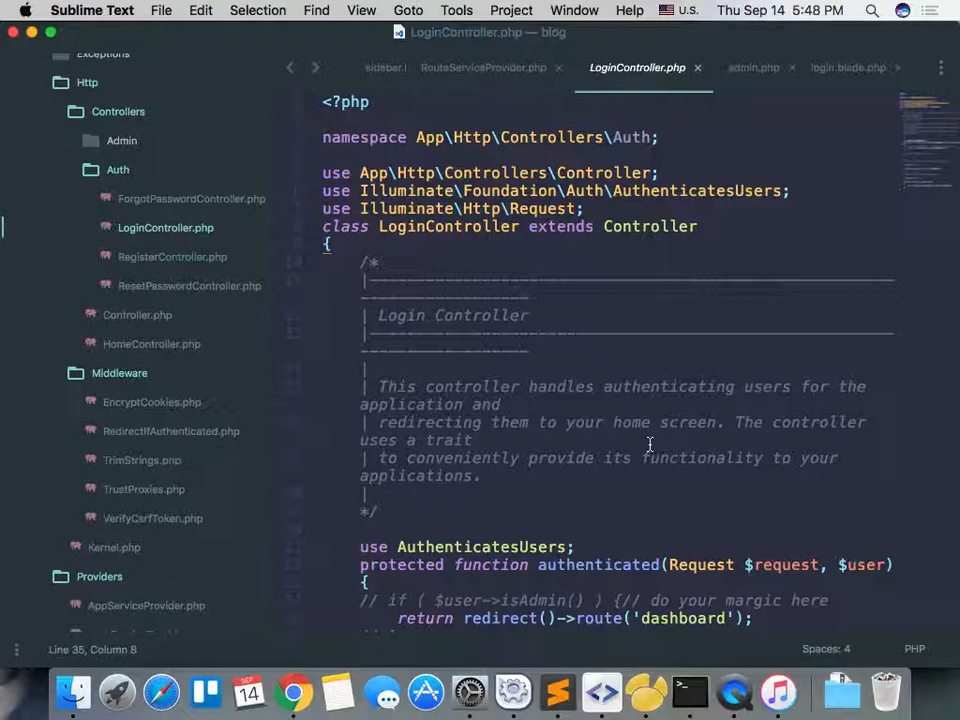 Sublime Text File Edit Selection Find View Goto Tools Project Window Help U.S. Thu Sep 14 5:48 PM
LoginController.php — blog
sidebar.l RouteServiceProvider.php × LoginController.php × admin.php × login.blade.php ×
Exceptions
Http
Controllers
Admin
Auth
ForgotPasswordController.php
LoginController.php
RegisterController.php
ResetPasswordController.php
Controller.php
HomeController.php
Middleware
EncryptCookies.php
RedirectIfAuthenticated.php
TrimStrings.php
TrustProxies.php
VerifyCsrfToken.php
Kernel.php
Providers
AppServiceProvider.php
<?php
namespace App\Http\Controllers\Auth;
use App\Http\Controllers\Controller;
use Illuminate\Foundation\Auth\AuthenticatesUsers;
use Illuminate\Http\Request;
class LoginController extends Controller
{
/*
|--------------------------------------------------------------------------
| Login Controller
|--------------------------------------------------------------------------
|
| This controller handles authenticating users for the
application and
| redirecting them to your home screen. The controller
uses a trait
| to conveniently provide its functionality to your
applications.
|
*/
use AuthenticatesUsers;
protected function authenticated(Request $request, $user)
{
// if ( $user->isAdmin() ) {// do your margic here
return redirect()->route('dashboard');
Line 35, Column 8 Spaces: 4 PHP
SEP
14